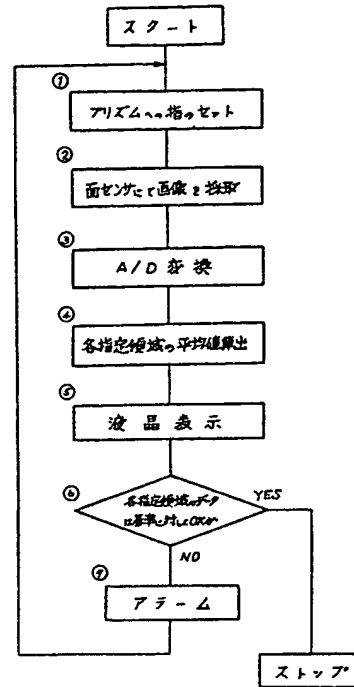 スタート
①
プリズムへの指のセット
②
面センサにて画像を採取
③
A/D変換
④
各指定領域の平均値算出
⑤
液晶表示
⑥
各指定領域のデータ
は基準に対してOKか
YES
NO
⑦
アラーム
ストップ